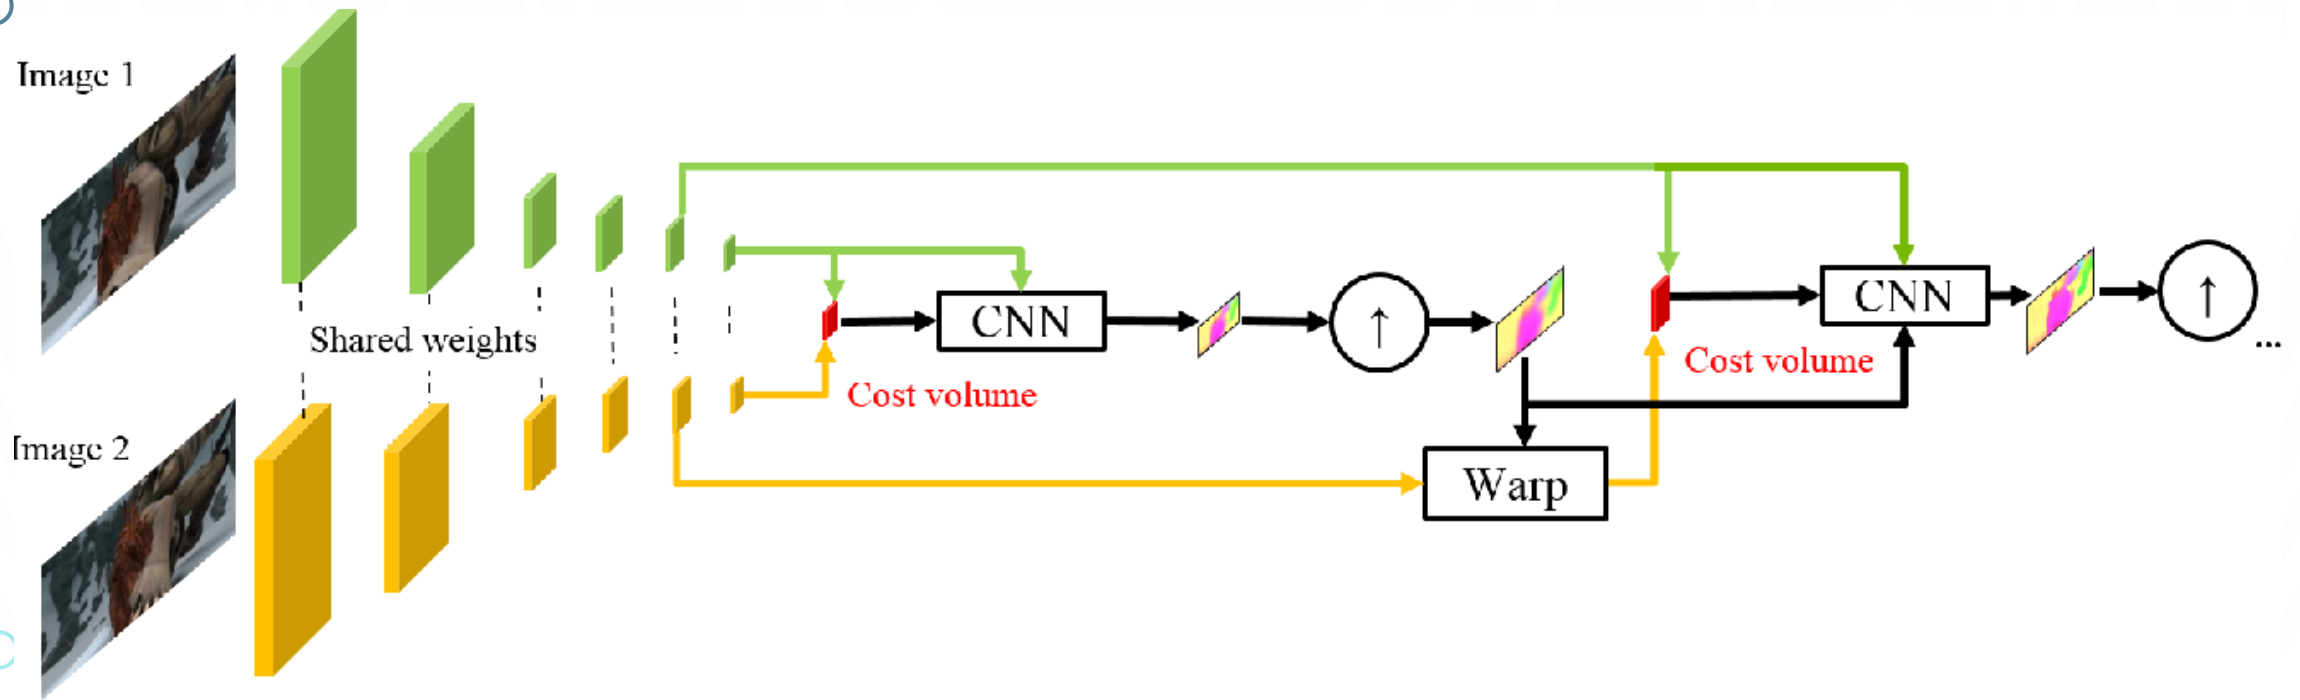 Image 1
Shared weights
Image 2
CNN
Cost volume
↑
Warp
Cost volume
CNN
↑
...